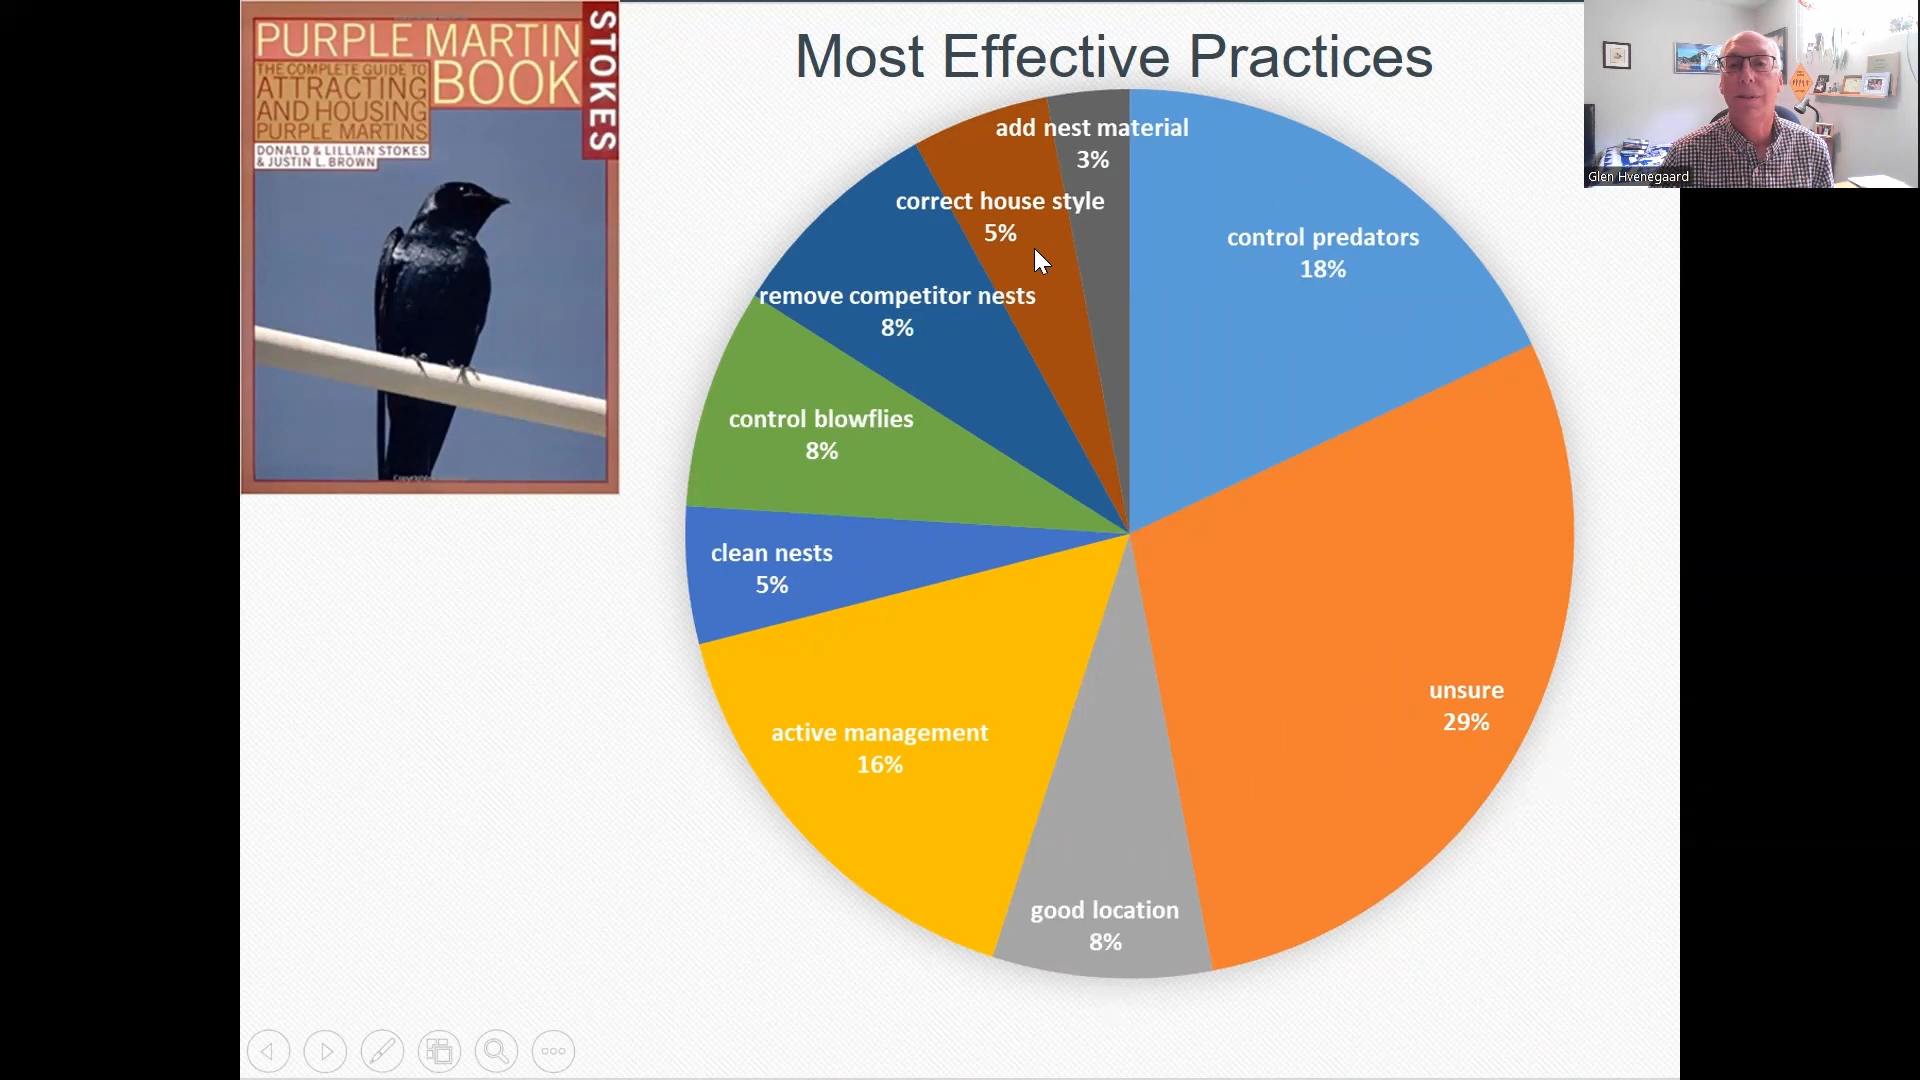 PURPLE MARTIN
BOOK
STOKES
THE COMPLETE GUIDE TO
ATTRACTING
AND HOUSING
PURPLE MARTINS
DONALD & LILLIAN STOKES
& JUSTIN L. BROWN
Most Effective Practices
add nest material
3%
correct house style
5%
control predators
18%
remove competitor nests
8%
control blowflies
8%
clean nests
5%
unsure
29%
active management
16%
good location
8%
Glen Hvenegaard